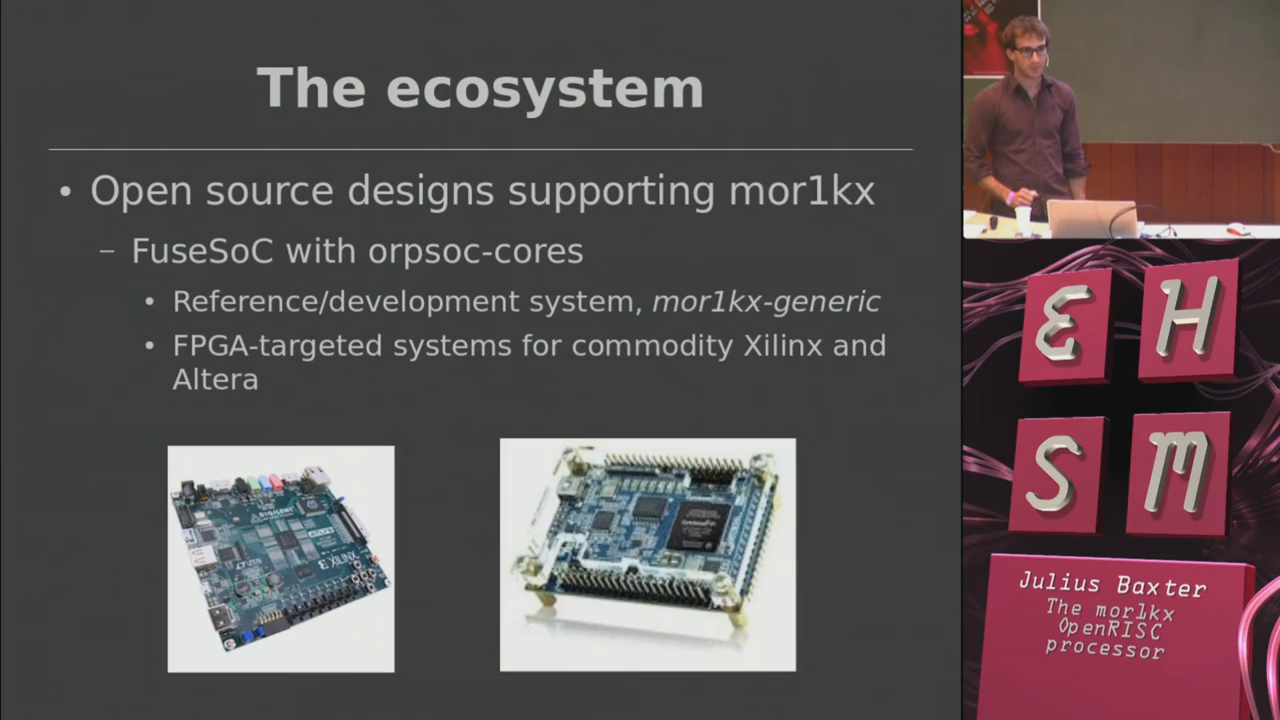 The ecosystem
• Open source designs supporting mor1kx
– FuseSoC with orpsoc-cores
• Reference/development system, mor1kx-generic
• FPGA-targeted systems for commodity Xilinx and
Altera
DIGILENT
ATLYS
XILINX
E H
S M
Julius Baxter
The mor1kx
OpenRISC
processor